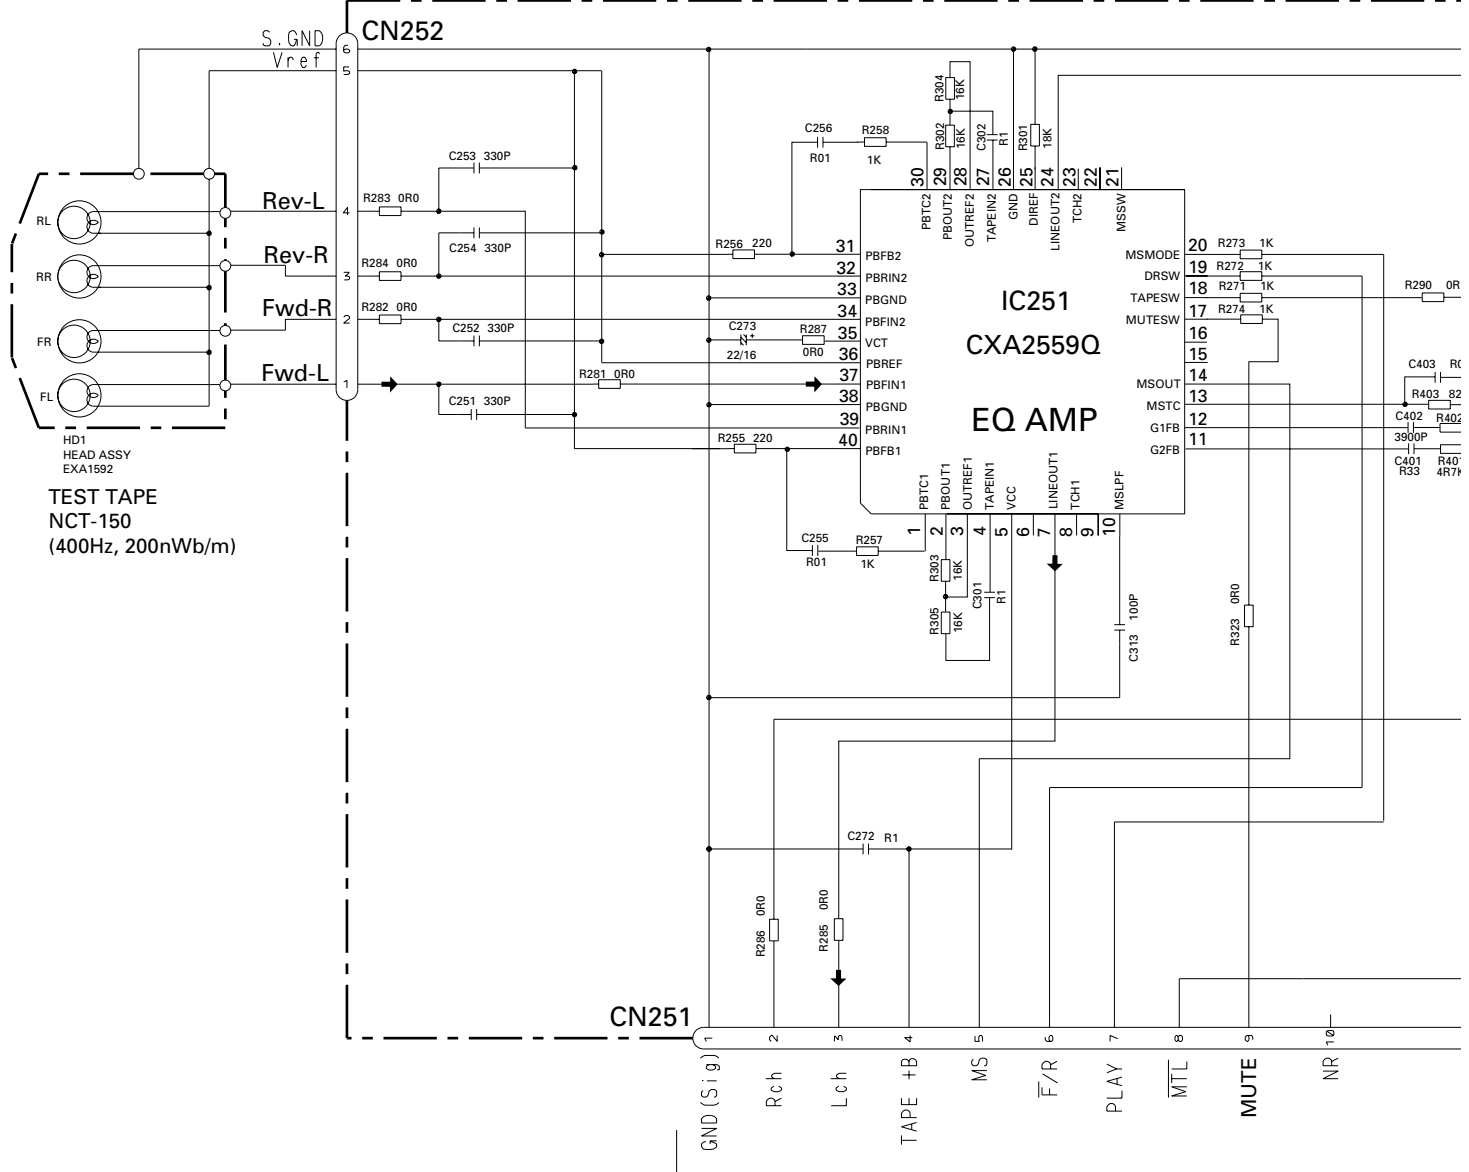 CN252
S.GND
6
Vref
5
R304
16K
R302
16K
C302
R1
R301
18K
C256
R01
R258
1K
C253 330P
Rev-L
4
R283 0R0
RL
C254 330P
Rev-R
3
R284 0R0
RR
Fwd-R
2
R282 0R0
FR
C252 330P
Fwd-L
1
R281 0R0
FL
C251 330P
HD1
HEAD ASSY
EXA1592
TEST TAPE
NCT-150
(400Hz, 200nWb/m)
R256 220
C273
+
22/16
R287
0R0
R255 220
C255
R01
R257
1K
30
29
28
27
26
25
24
23
22
21
PBTC2
PBOUT2
OUTREF2
TAPEIN2
GND
DIREF
LINEOUT2
TCH2
MSSW
31 PBFB2
32 PBRIN2
33 PBGND
34 PBFIN2
35 VCT
36 PBREF
37 PBFIN1
38 PBGND
39 PBRIN1
40 PBFB1
IC251
CXA2559Q
EQ AMP
MSMODE 20
DRSW 19
TAPESW 18
MUTESW 17
16
15
MSOUT 14
MSTC 13
G1FB 12
G2FB 11
PBTC1
PBOUT1
OUTREF1
TAPEIN1
VCC
LINEOUT1
TCH1
MSLPF
1
2
3
4
5
6
7
8
9
10
R273 1K
R272 1K
R271 1K
R274 1K
R290 0R
C403 R0
R403 82
C402
3900P
R402
C401
R33
R401
4R7K
R303
16K
R305
16K
C301
R1
C313 100P
R323 0R0
C272 R1
R286 0R0
R285 0R0
CN251
1
2
3
4
5
6
7
8
9
10
GND(Sig)
Rch
Lch
TAPE +B
MS
F/R
PLAY
MTL
MUTE
NR